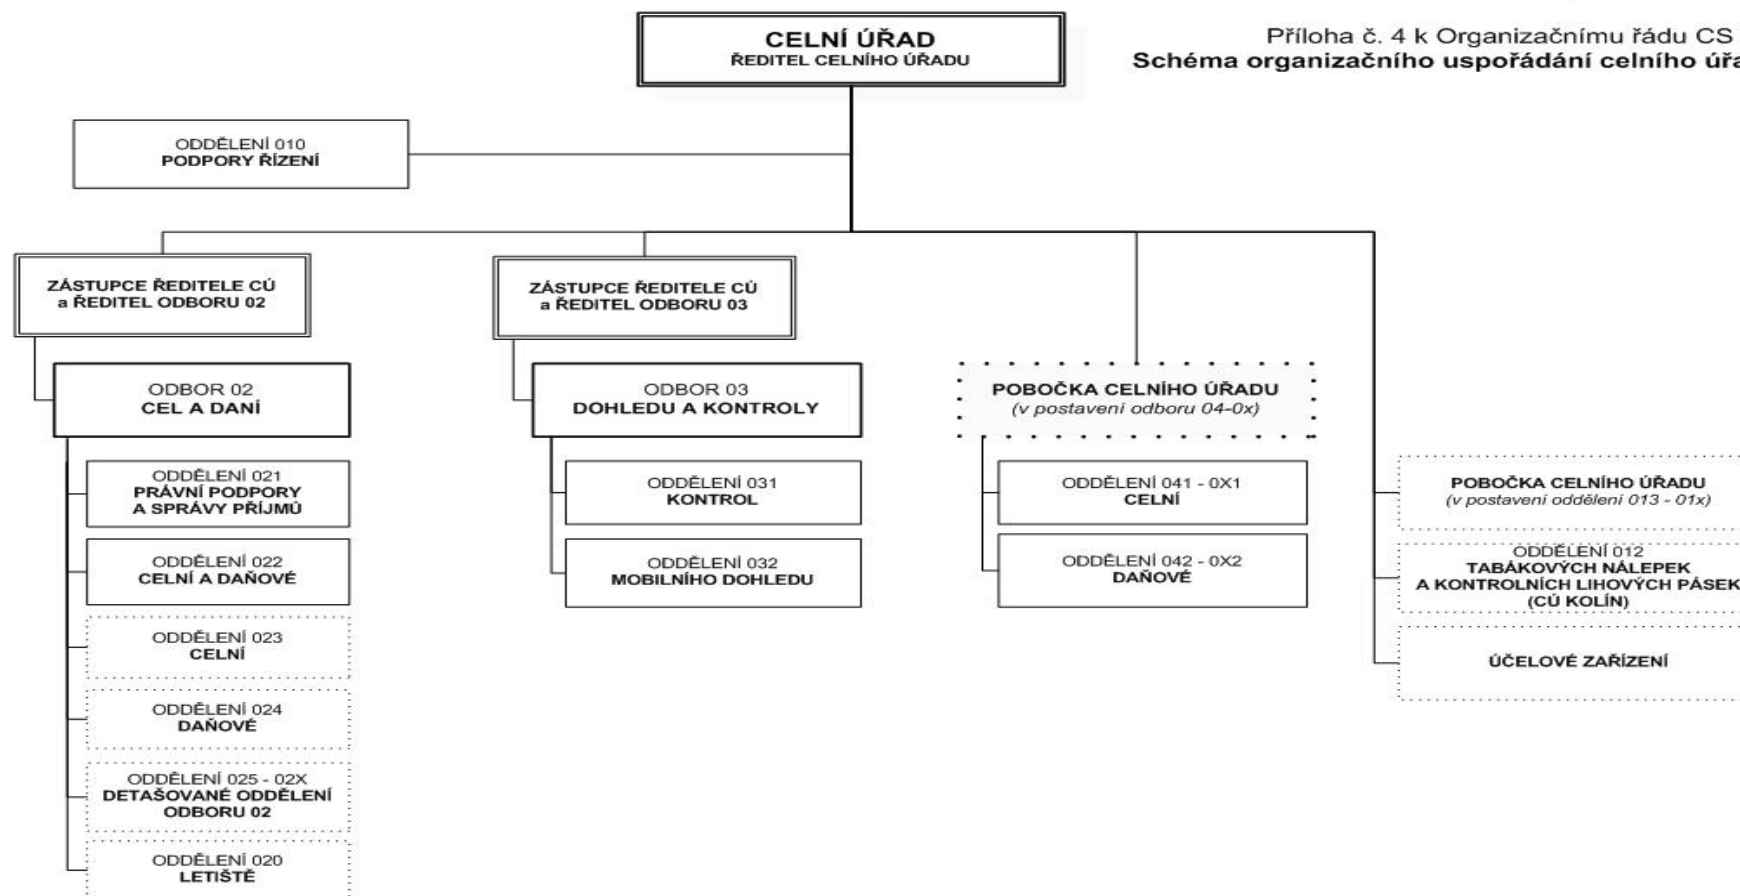 Příloha č. 4 k Organizačnímu řádu CS
Schéma organizačního uspořádání celního
CELNÍ ÚŘAD
ŘEDITEL CELNÍHO ÚŘADU
ODDĚLENÍ 010
PODPORY ŘÍZENÍ
ZÁSTUPCE ŘEDITELE CÚ
a ŘEDITEL ODBORU 02
ODBOR 02
CEL A DANÍ
ODDĚLENÍ 021
PRÁVNÍ PODPORY
A SPRÁVY PŘÍJMŮ
ODDĚLENÍ 022
CELNÍ A DAŇOVÉ
ODDĚLENÍ 023
CELNÍ
ODDĚLENÍ 024
DAŇOVÉ
ODDĚLENÍ 025 - 02X
DETAŠOVANÉ ODDĚLENÍ
ODBORU 02
ODDĚLENÍ 020
LETIŠTĚ
ZÁSTUPCE ŘEDITELE CÚ
a ŘEDITEL ODBORU 03
ODBOR 03
DOHLEDU A KONTROLY
ODDĚLENÍ 031
KONTROL
ODDĚLENÍ 032
MOBILNÍHO DOHLEDU
POBOČKA CELNÍHO ÚŘADU
(v postavení odboru 04-0x)
ODDĚLENÍ 041 - 0X1
CELNÍ
ODDĚLENÍ 042 - 0X2
DAŇOVÉ
POBOČKA CELNÍHO ÚŘADU
(v postavení oddělení 013 - 01x)
ODDĚLENÍ 012
TABÁKOVÝCH NÁLEPEK
A KONTROLNÍCH LIHOVÝCH PÁSEK
(CÚ KOLÍN)
ÚČELOVÉ ZAŘÍZENÍ